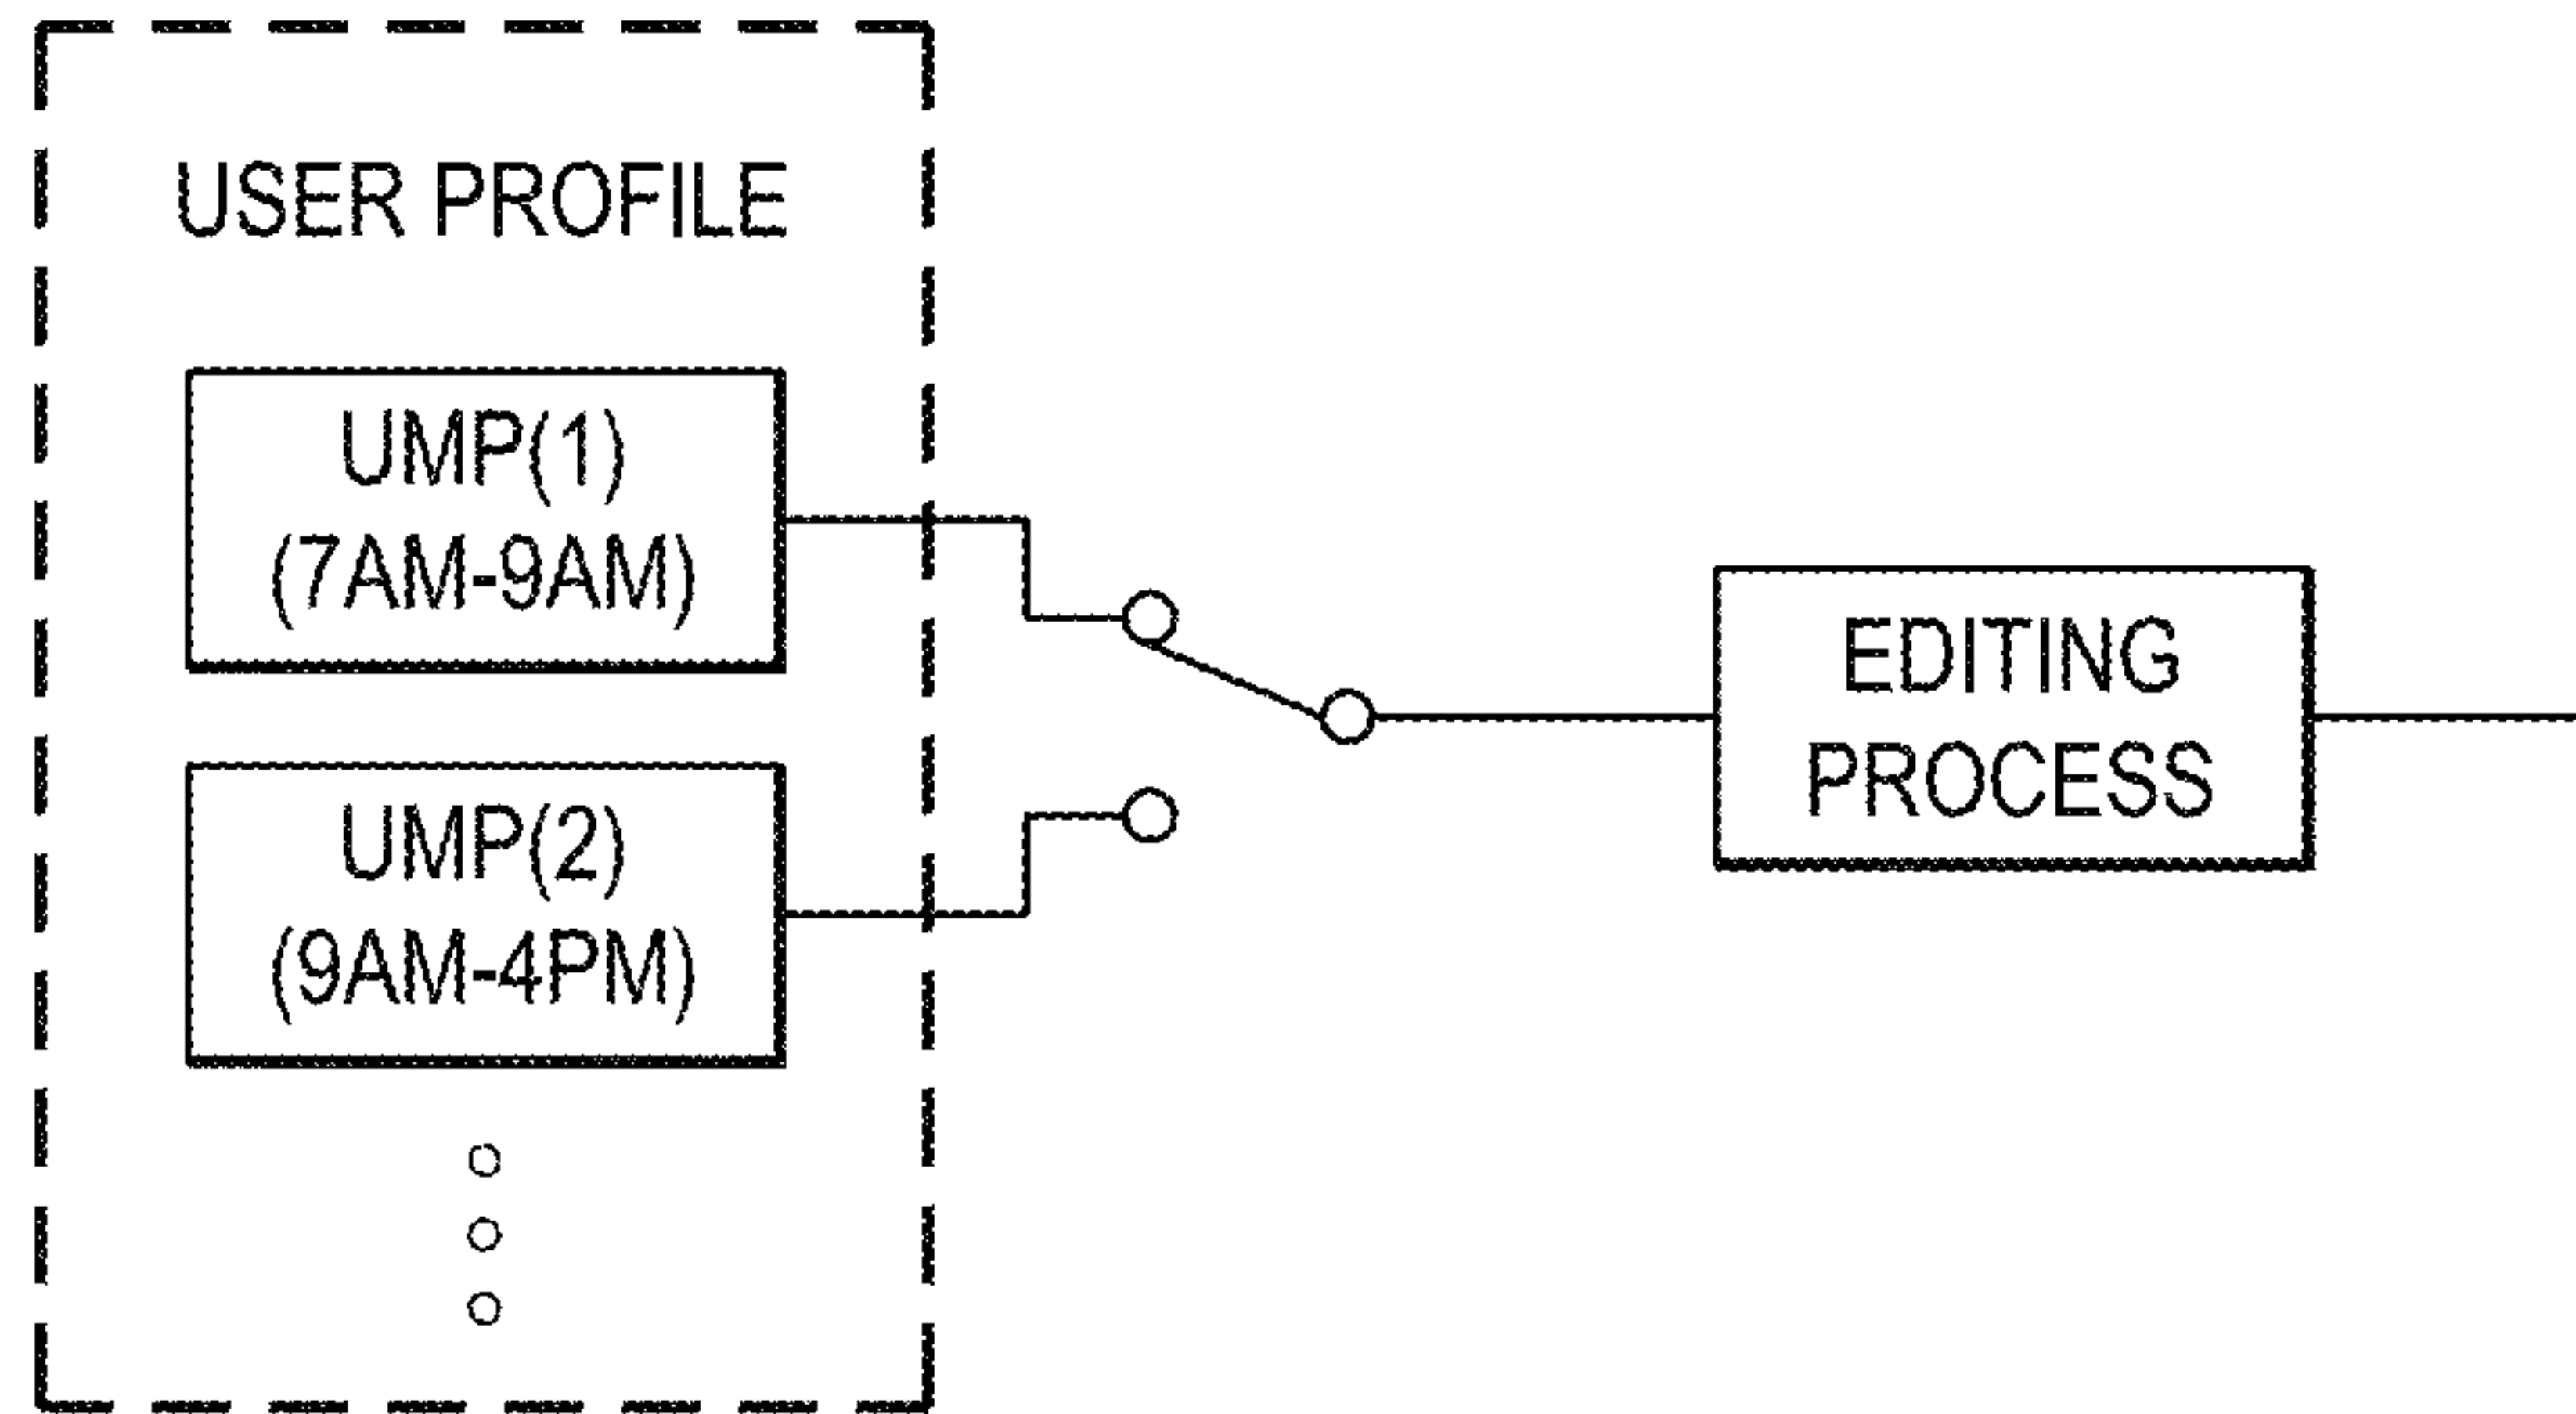 USER PROFILE
UMP(1)
(7AM-9AM)
UMP(2)
(9AM-4PM)
EDITING
PROCESS